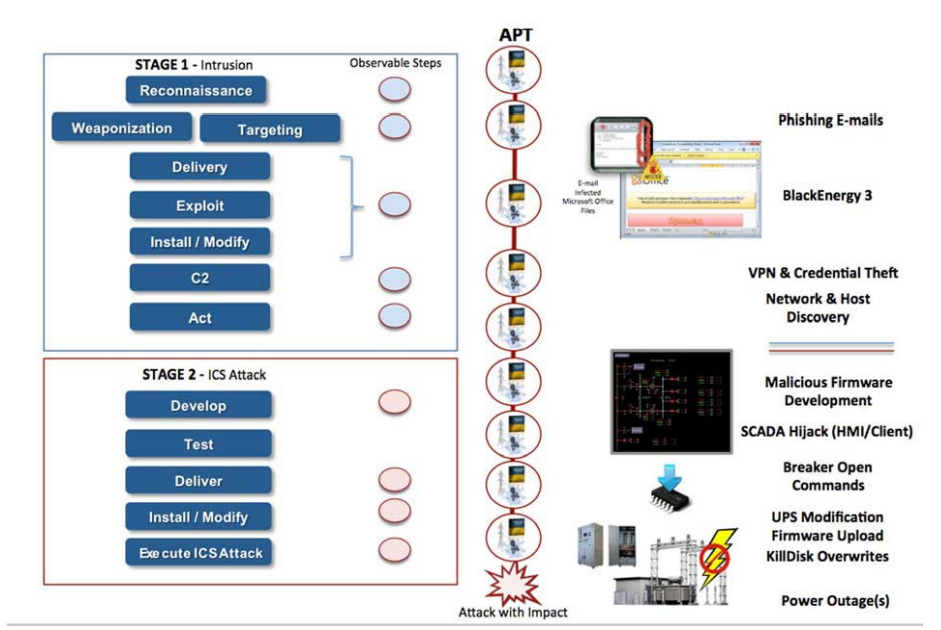 APT
STAGE 1 - Intrusion
Observable Steps
Reconnaissance
Weaponization
Targeting
Delivery
Exploit
Install / Modify
C2
Act
STAGE 2 - ICS Attack
Develop
Test
Deliver
Install / Modify
Execute ICS Attack
Attack with Impact
E-mail
Infected
Microsoft Office
Files
Office
Phishing E-mails
BlackEnergy 3
VPN & Credential Theft
Network & Host
Discovery
Malicious Firmware
Development
SCADA Hijack (HMI/Client)
Breaker Open
Commands
UPS Modification
Firmware Upload
KillDisk Overwrites
Power Outage(s)